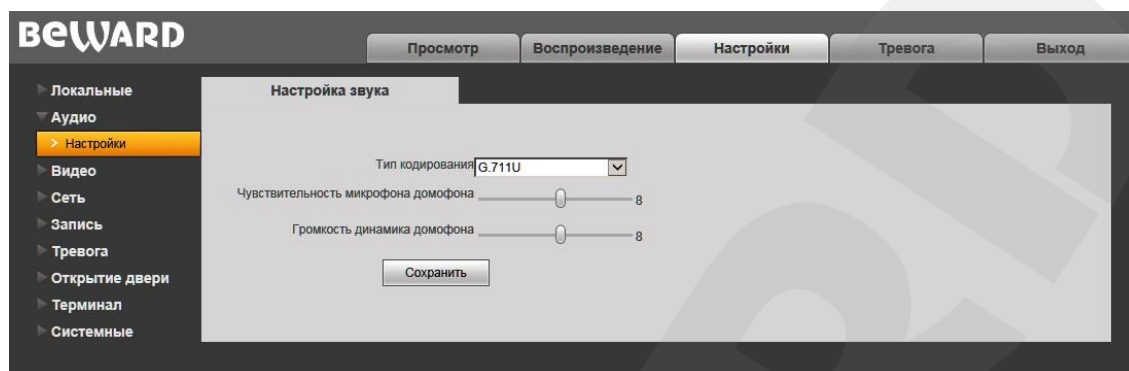 BEWARD
Просмотр Воспроизведение Настройки Тревога Выход
Локальные
Аудио
> Настройки
Видео
Сеть
Запись
Тревога
Открытие двери
Терминал
Системные
Настройка звука
Тип кодирования G.711U
Чувствительность микрофона домофона 8
Громкость динамика домофона 8
Сохранить